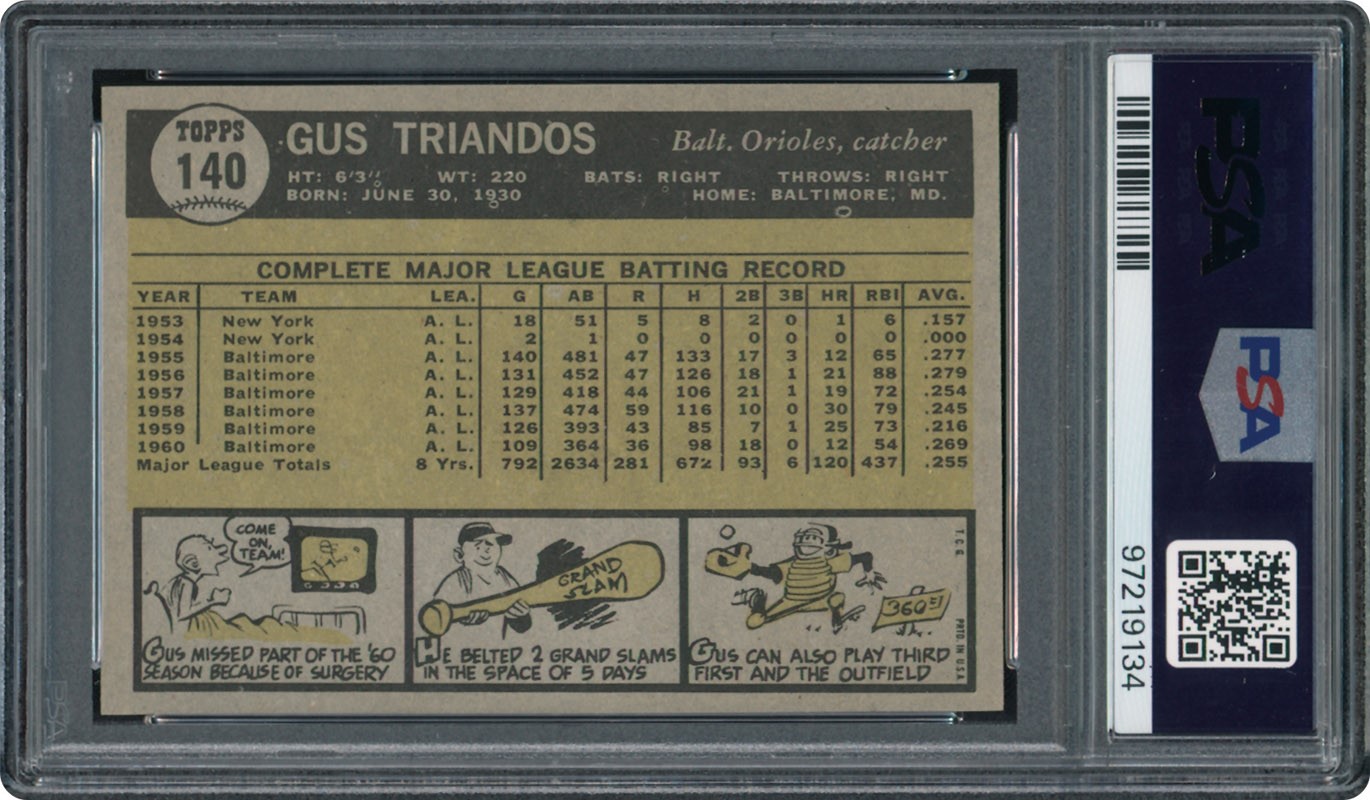 TOPPS
140
GUS TRIANDOS
Balt. Orioles, catcher
HT: 6'3" WT: 220 BATS: RIGHT THROWS: RIGHT
BORN: JUNE 30, 1930 HOME: BALTIMORE, MD.
COMPLETE MAJOR LEAGUE BATTING RECORD
YEAR TEAM LEA. G AB R H 2B 3B HR RBI AVG.
1953 New York A. L. 18 51 5 8 2 0 1 6 .157
1954 New York A. L. 2 1 0 0 0 0 0 0 .000
1955 Baltimore A. L. 140 481 47 133 17 3 12 65 .277
1956 Baltimore A. L. 131 452 47 126 18 1 21 88 .279
1957 Baltimore A. L. 129 418 44 106 21 1 19 72 .254
1958 Baltimore A. L. 137 474 59 116 10 0 30 79 .245
1959 Baltimore A. L. 126 393 43 85 7 1 25 73 .216
1960 Baltimore A. L. 109 364 36 98 18 0 12 54 .269
Major League Totals 8 Yrs. 792 2634 281 672 93 6 120 437 .255
COME
ON,
TEAM!
GUS MISSED PART OF THE '60
SEASON BECAUSE OF SURGERY
GRAND
SLAM
HE BELTED 2 GRAND SLAMS
IN THE SPACE OF 5 DAYS
360 FT
GUS CAN ALSO PLAY THIRD
FIRST AND THE OUTFIELD
T.C.G.
PRTD. IN U.S.A.
PSA
PSA
97219134
PSA